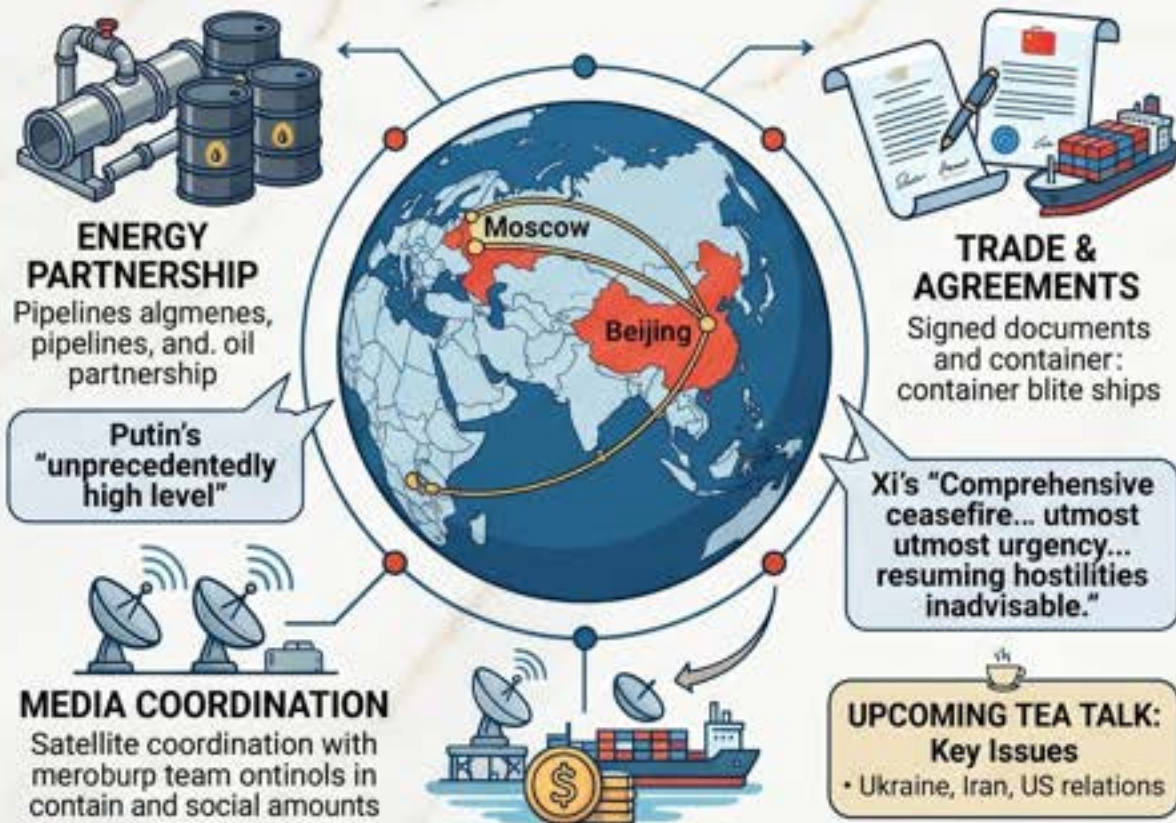 ENERGY
PARTNERSHIP
Pipelines algmenes,
pipelines, and. oil
partnership
Putin's
"unprecedentedly
high level"
Moscow
Beijing
TRADE &
AGREEMENTS
Signed documents
and container:
container blite ships
Xi's "Comprehensive
ceasefire... utmost
utmost urgency...
resuming hostilities
inadvisable."
MEDIA COORDINATION
Satellite coordination with
meroburp team ontinols in
contain and social amounts
$
UPCOMING TEA TALK:
Key Issues
• Ukraine, Iran, US relations